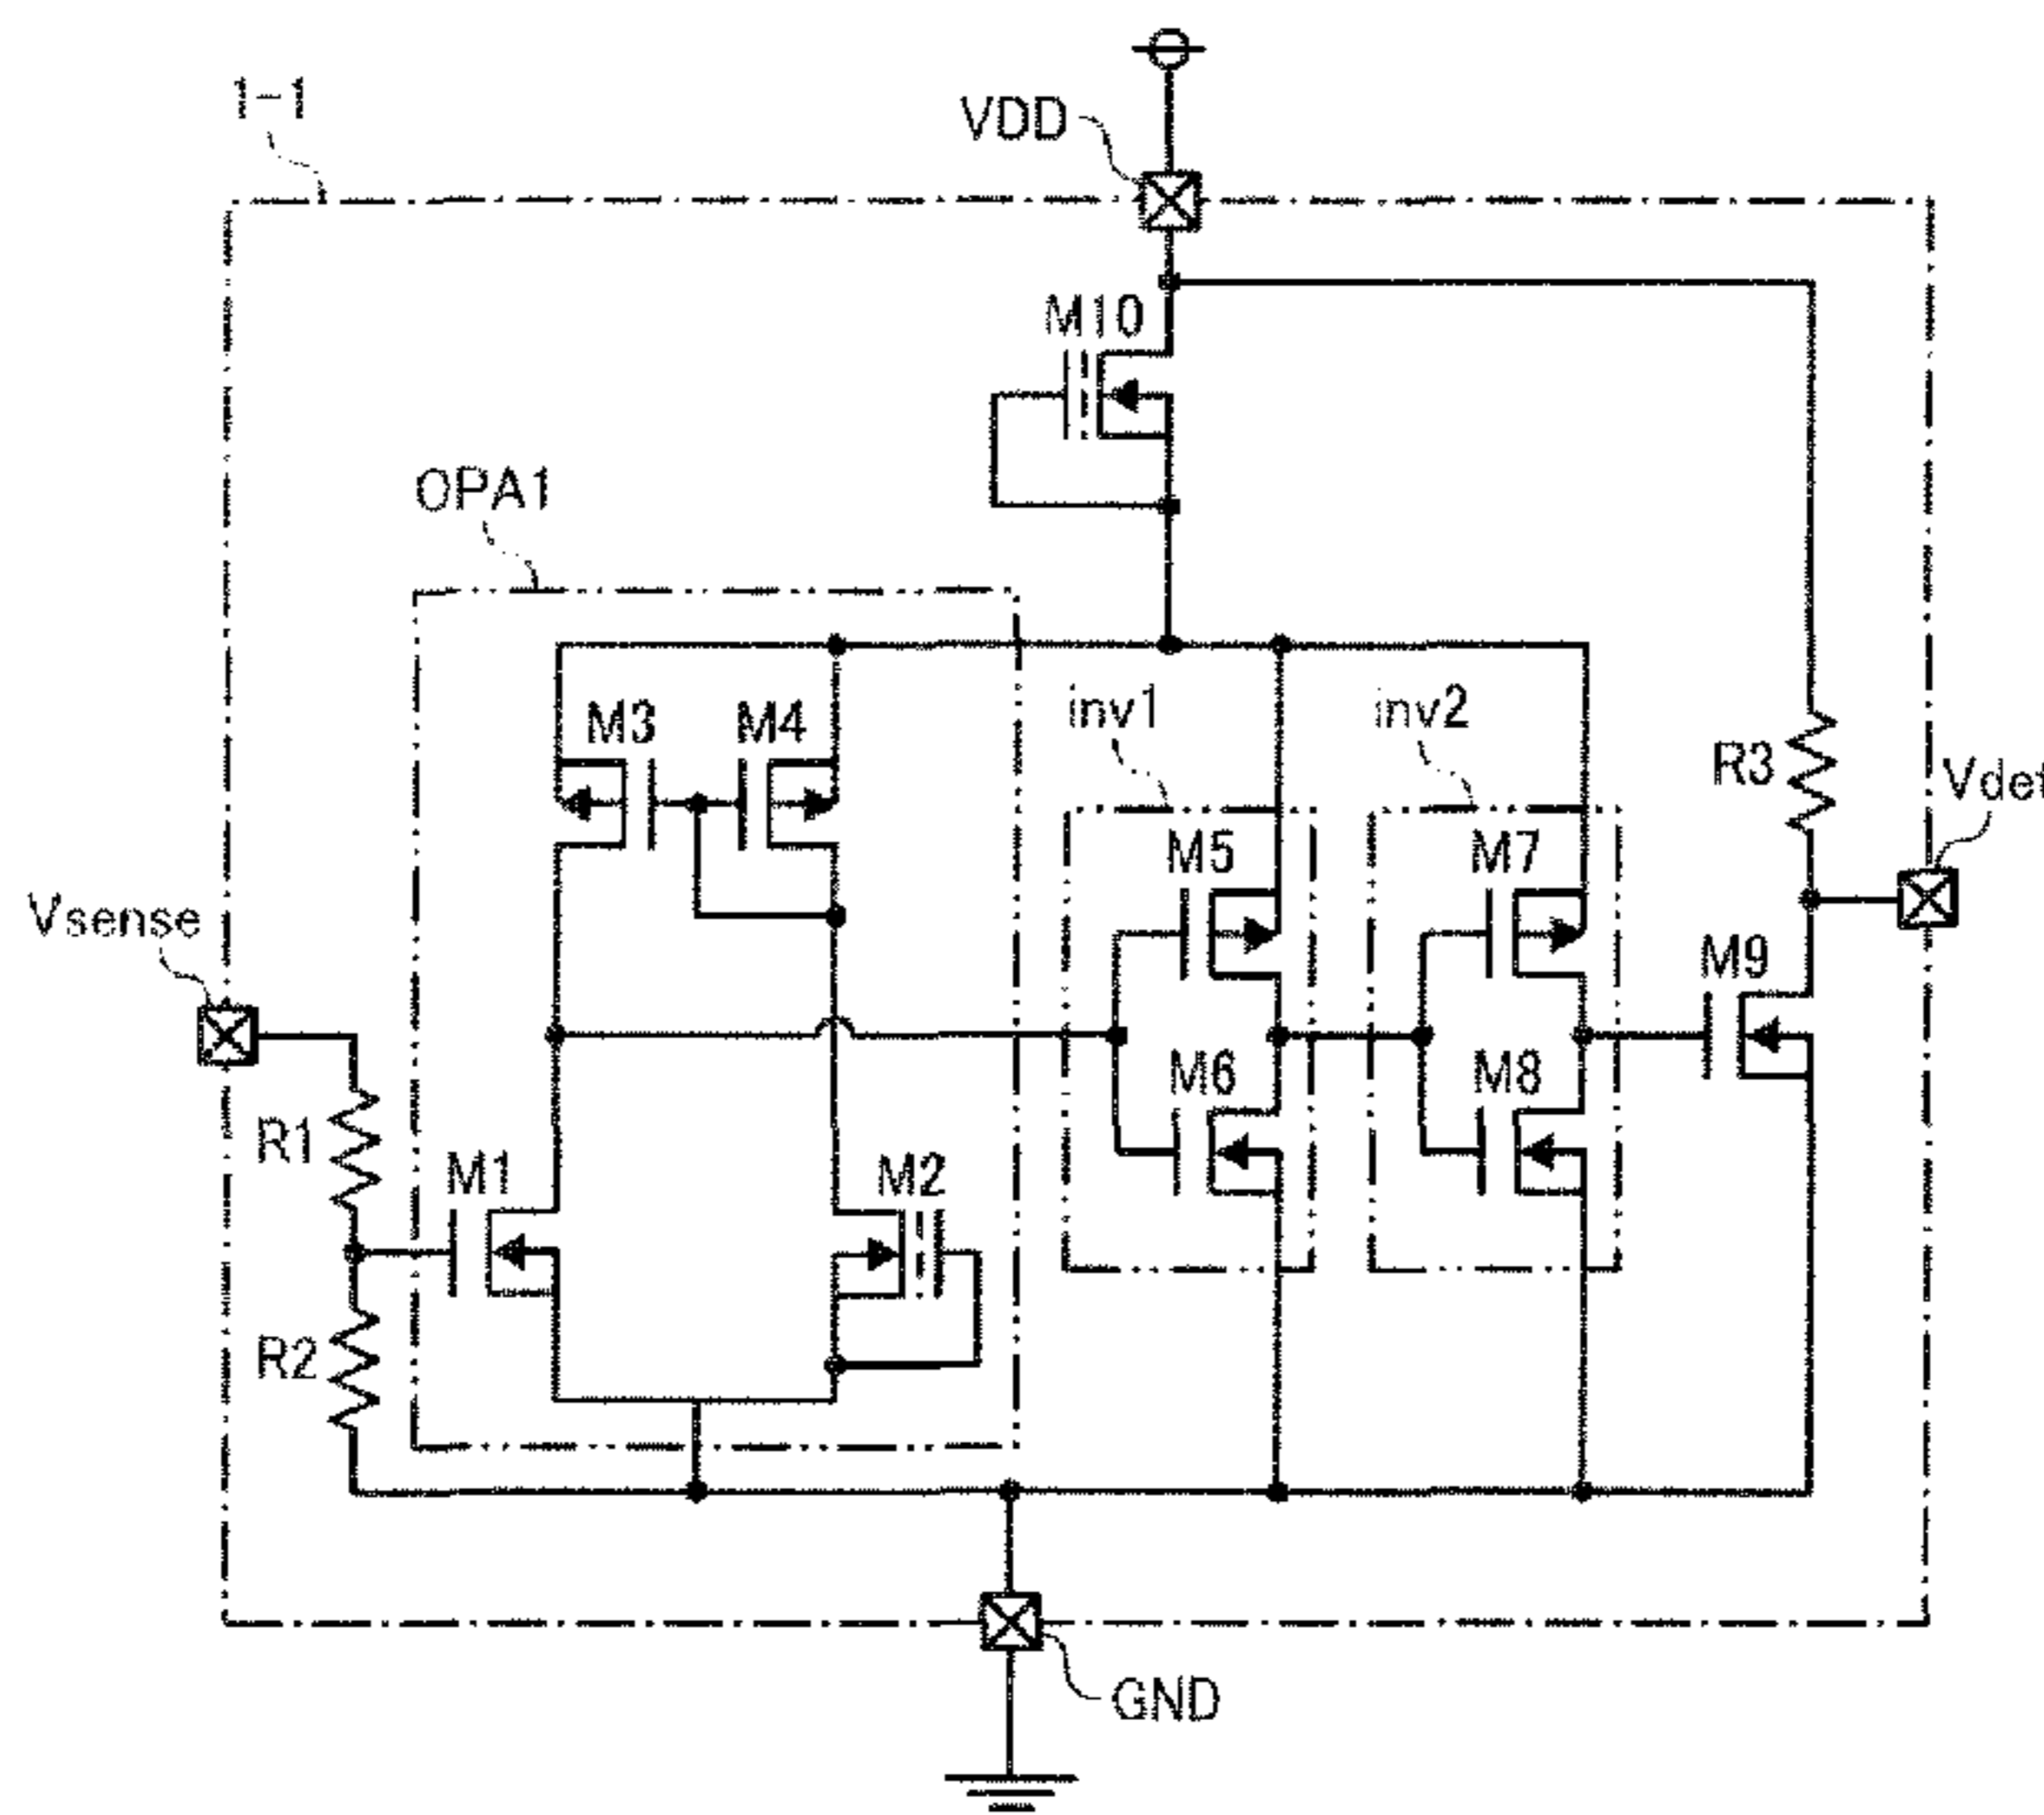 1-1
VDD
M10
OPA1
M3
M4
inv1
inv2
R3
Vdet
M5
M7
Vsense
M9
M6
M8
R1
M1
M2
R2
GND